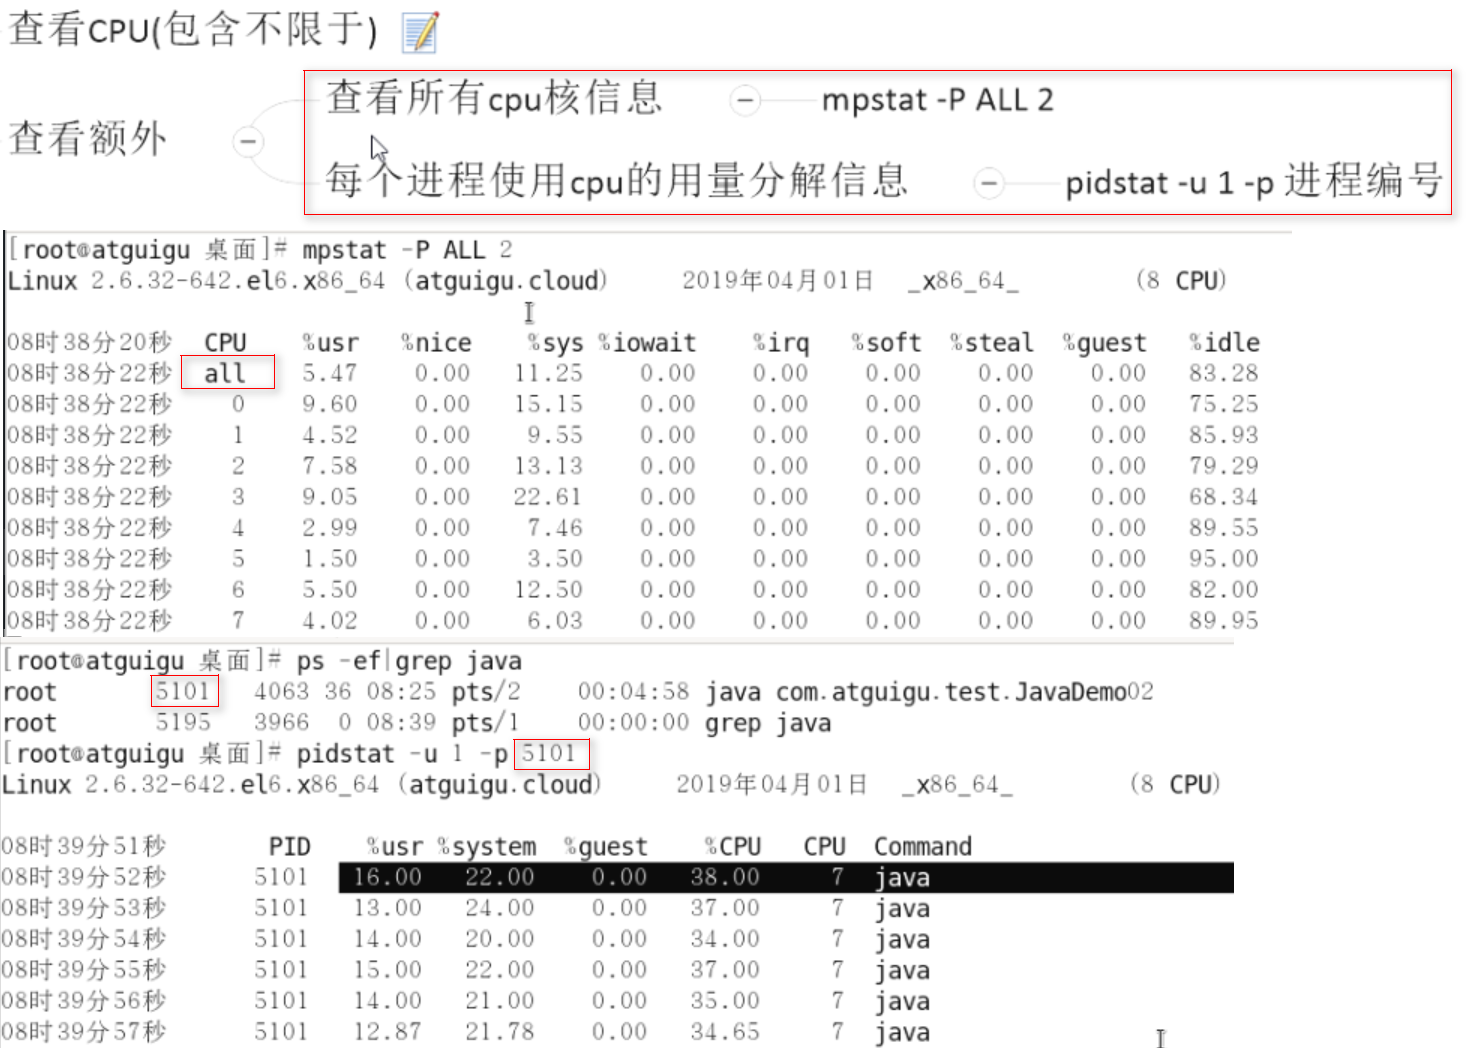 查看CPU(包含不限于)
查看所有cpu核信息 mpstat -P ALL 2
查看额外
每个进程使用cpu的用量分解信息 pidstat -u 1 -p 进程编号
[root@atguigu 桌面]# mpstat -P ALL 2
Linux 2.6.32-642.el6.x86_64 (atguigu.cloud) 2019年04月01日 _x86_64_ (8 CPU)
08时38分20秒 CPU %usr %nice %sys %iowait %irq %soft %steal %guest %idle
08时38分22秒 all 5.47 0.00 11.25 0.00 0.00 0.00 0.00 0.00 83.28
08时38分22秒 0 9.60 0.00 15.15 0.00 0.00 0.00 0.00 0.00 75.25
08时38分22秒 1 4.52 0.00 9.55 0.00 0.00 0.00 0.00 0.00 85.93
08时38分22秒 2 7.58 0.00 13.13 0.00 0.00 0.00 0.00 0.00 79.29
08时38分22秒 3 9.05 0.00 22.61 0.00 0.00 0.00 0.00 0.00 68.34
08时38分22秒 4 2.99 0.00 7.46 0.00 0.00 0.00 0.00 0.00 89.55
08时38分22秒 5 1.50 0.00 3.50 0.00 0.00 0.00 0.00 0.00 95.00
08时38分22秒 6 5.50 0.00 12.50 0.00 0.00 0.00 0.00 0.00 82.00
08时38分22秒 7 4.02 0.00 6.03 0.00 0.00 0.00 0.00 0.00 89.95
[root@atguigu 桌面]# ps -ef|grep java
root 5101 4063 36 08:25 pts/2 00:04:58 java com.atguigu.test.JavaDemo02
root 5195 3966 0 08:39 pts/1 00:00:00 grep java
[root@atguigu 桌面]# pidstat -u 1 -p 5101
Linux 2.6.32-642.el6.x86_64 (atguigu.cloud) 2019年04月01日 _x86_64_ (8 CPU)
08时39分51秒 PID %usr %system %guest %CPU CPU Command
08时39分52秒 5101 16.00 22.00 0.00 38.00 7 java
08时39分53秒 5101 13.00 24.00 0.00 37.00 7 java
08时39分54秒 5101 14.00 20.00 0.00 34.00 7 java
08时39分55秒 5101 15.00 22.00 0.00 37.00 7 java
08时39分56秒 5101 14.00 21.00 0.00 35.00 7 java
08时39分57秒 5101 12.87 21.78 0.00 34.65 7 java